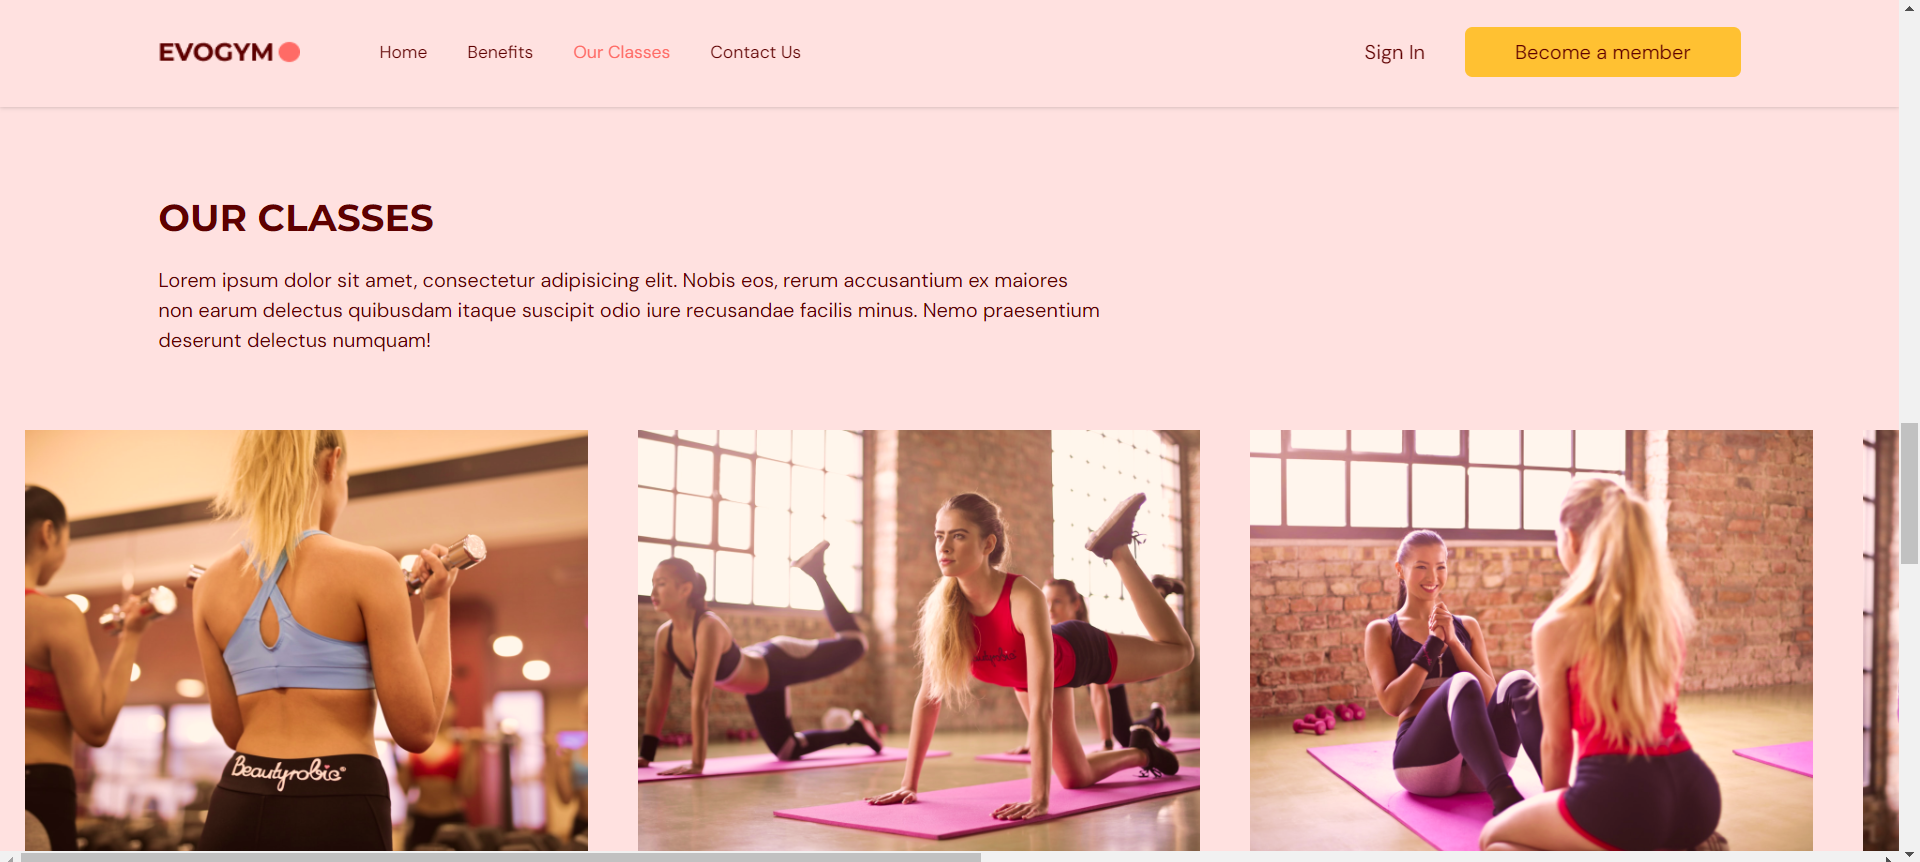 EVOGYM
Home
Benefits
Our Classes
Contact Us
Sign In
Become a member
OUR CLASSES
Lorem ipsum dolor sit amet, consectetur adipisicing elit. Nobis eos, rerum accusantium ex maiores
non earum delectus quibusdam itaque suscipit odio iure recusandae facilis minus. Nemo praesentium
deserunt delectus numquam!
Beautyrobic®